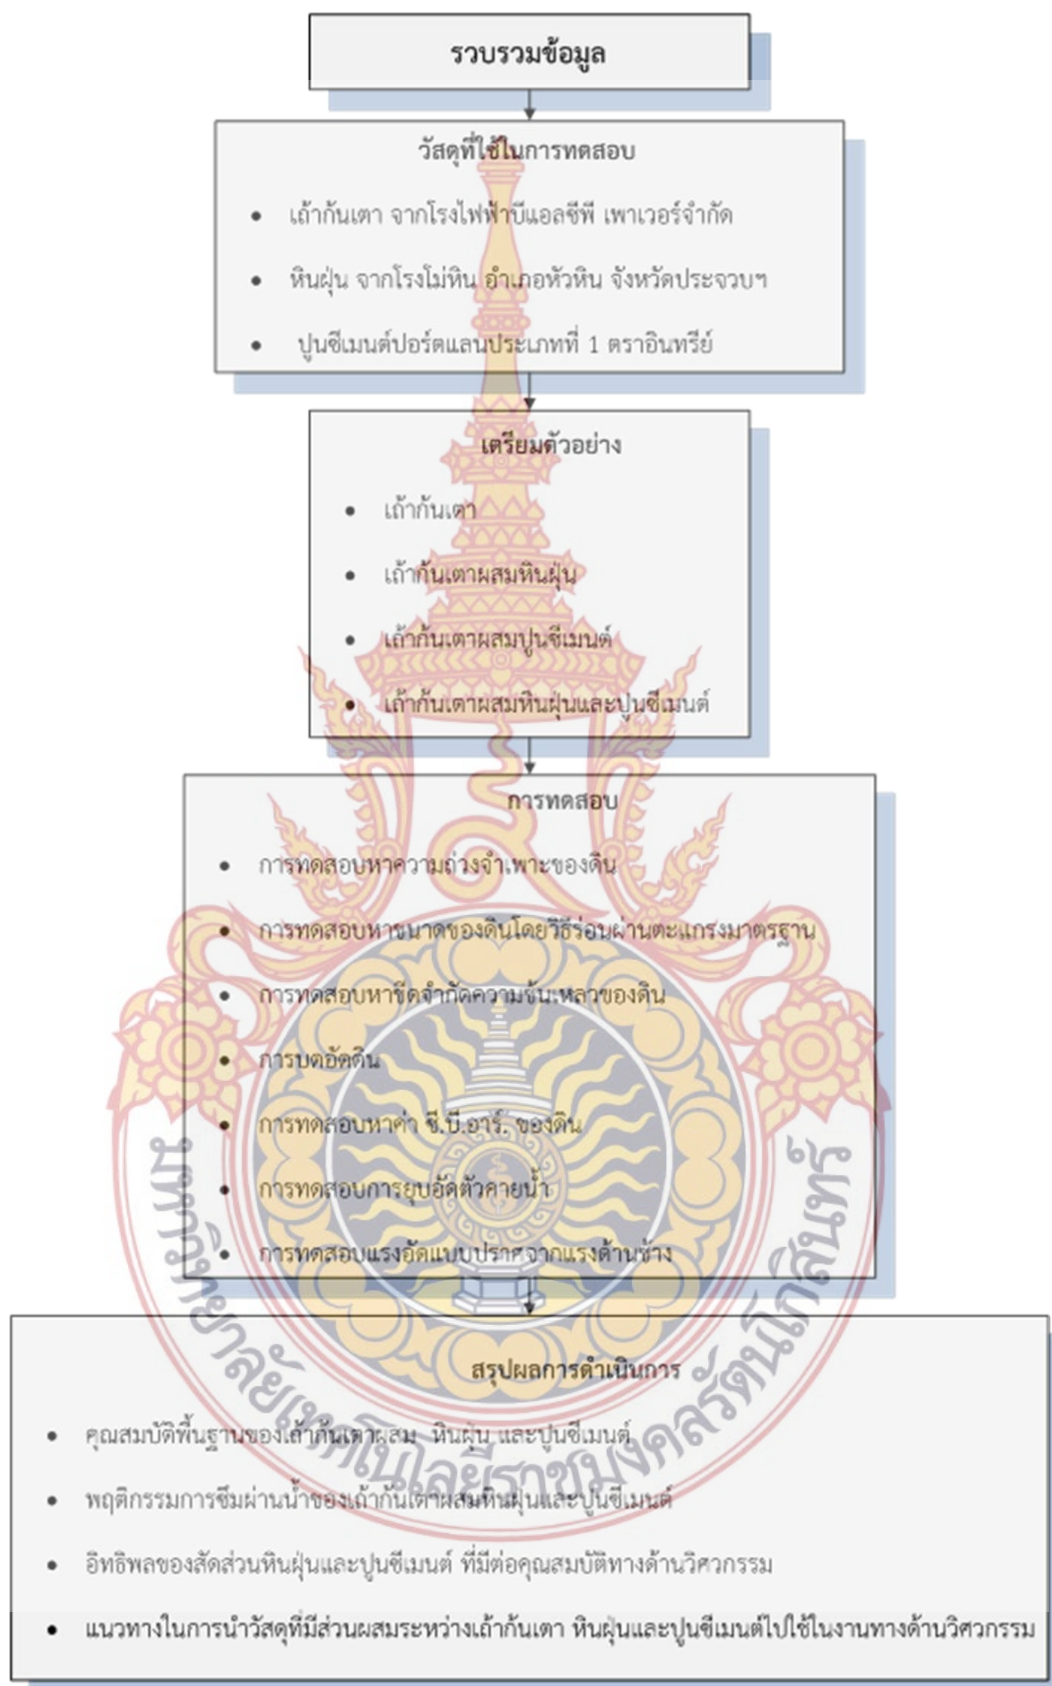 รวบรวมข้อมูล
วัสดุที่ใช้ในการทดสอบ
• เถ้าก้นเตา จากโรงไฟฟ้าบีแอลซีพี เพาเวอร์จำกัด
• หินฝุ่น จากโรงโม่หิน อำเภอหัวหิน จังหวัดประจวบฯ
• ปูนซีเมนต์ปอร์ตแลนประเภทที่ 1 ตราอินทรีย์
เตรียมตัวอย่าง
• เถ้าก้นเตา
• เถ้าก้นเตาผสมหินฝุ่น
• เถ้าก้นเตาผสมปูนซีเมนต์
• เถ้าก้นเตาผสมหินฝุ่นและปูนซีเมนต์
การทดสอบ
• การทดสอบหาความถ่วงจำเพาะของดิน
• การทดสอบหาขนาดของดินโดยวิธีร่อนผ่านตะแกรงมาตรฐาน
• การทดสอบหาขีดจำกัดความข้นเหลวของดิน
• การบดอัดดิน
• การทดสอบหาค่า ซี.บี.อาร์. ของดิน
• การทดสอบการยุบอัดตัวคายน้ำ
• การทดสอบแรงอัดแบบปราศจากแรงด้านข้าง
สรุปผลการดำเนินการ
• คุณสมบัติพื้นฐานของเถ้าก้นเตาผสม หินฝุ่น และปูนซีเมนต์
• พฤติกรรมการซึมผ่านน้ำของเถ้าก้นเตาผสมหินฝุ่นและปูนซีเมนต์
• อิทธิพลของสัดส่วนหินฝุ่นและปูนซีเมนต์ ที่มีต่อคุณสมบัติทางด้านวิศวกรรม
• แนวทางในการนำวัสดุที่มีส่วนผสมระหว่างเถ้าก้นเตา หินฝุ่นและปูนซีเมนต์ไปใช้ในงานทางด้านวิศวกรรม
มหาวิทยาลัยเทคโนโลยีราชมงคลรัตนโกสินทร์